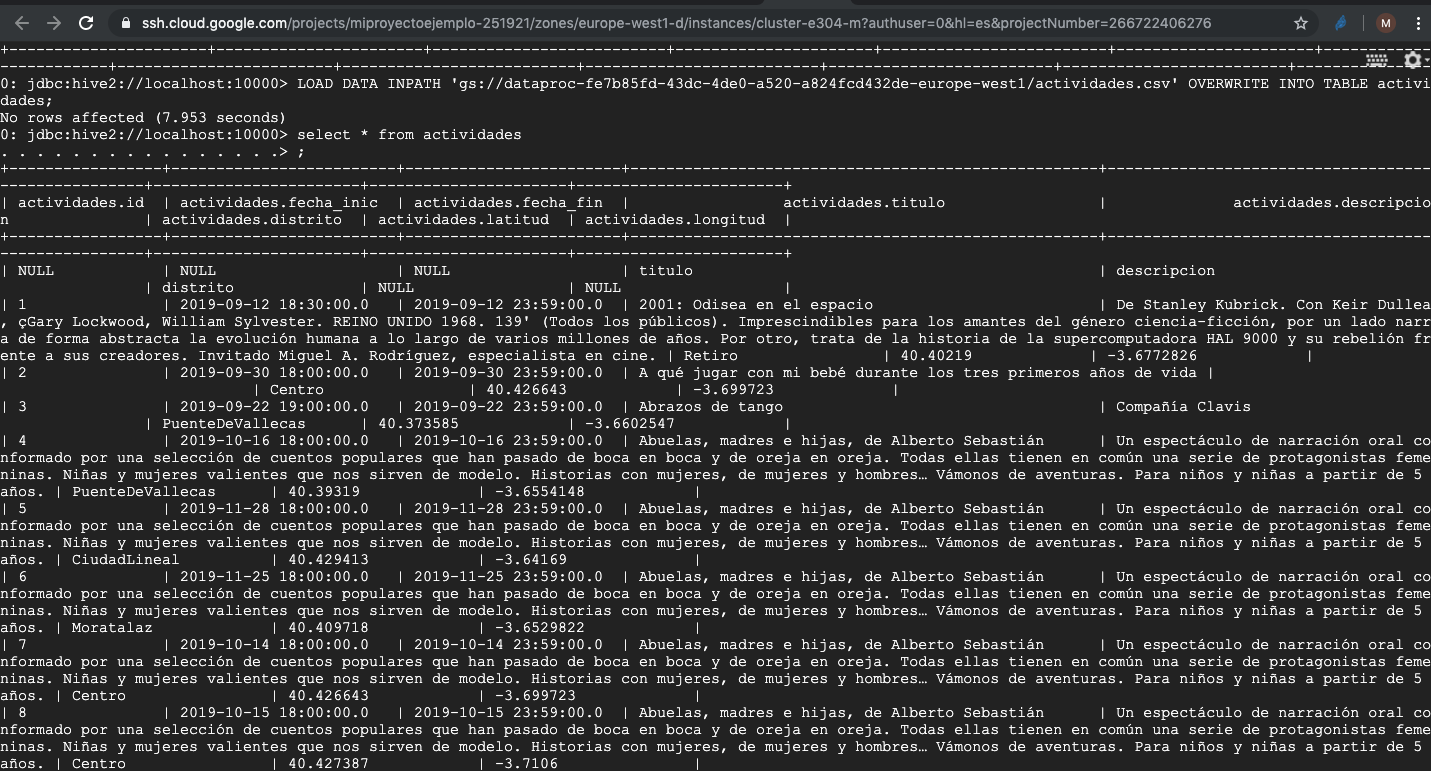 ssh.cloud.google.com/projects/miproyectoejemplo-251921/zones/europe-west1-d/instances/cluster-e304-m?authuser=0&hl=es&projectNumber=266722406276
M
0: jdbc:hive2://localhost:10000> LOAD DATA INPATH 'gs://dataproc-fe7b85fd-43dc-4de0-a520-a824fcd432de-europe-west1/actividades.csv' OVERWRITE INTO TABLE activi
dades;
No rows affected (7.953 seconds)
0: jdbc:hive2://localhost:10000> select * from actividades
. . . . . . . . . . . . . . . .> ;
| actividades.id | actividades.fecha_inic | actividades.fecha_fin | actividades.titulo | actividades.descripcio
n | actividades.distrito | actividades.latitud | actividades.longitud |
| NULL | NULL | NULL | titulo | descripcion
| distrito | NULL | NULL |
| 1 | 2019-09-12 18:30:00.0 | 2019-09-12 23:59:00.0 | 2001: Odisea en el espacio | De Stanley Kubrick. Con Keir Dullea
, çGary Lockwood, William Sylvester. REINO UNIDO 1968. 139' (Todos los públicos). Imprescindibles para los amantes del género ciencia-ficción, por un lado narr
a de forma abstracta la evolución humana a lo largo de varios millones de años. Por otro, trata de la historia de la supercomputadora HAL 9000 y su rebelión fr
ente a sus creadores. Invitado Miguel A. Rodríguez, especialista en cine. | Retiro | 40.40219 | -3.6772826 |
| 2 | 2019-09-30 18:00:00.0 | 2019-09-30 23:59:00.0 | A qué jugar con mi bebé durante los tres primeros años de vida |
| Centro | 40.426643 | -3.699723 |
| 3 | 2019-09-22 19:00:00.0 | 2019-09-22 23:59:00.0 | Abrazos de tango | Compañía Clavis
| PuenteDeVallecas | 40.373585 | -3.6602547 |
| 4 | 2019-10-16 18:00:00.0 | 2019-10-16 23:59:00.0 | Abuelas, madres e hijas, de Alberto Sebastián | Un espectáculo de narración oral co
nformado por una selección de cuentos populares que han pasado de boca en boca y de oreja en oreja. Todas ellas tienen en común una serie de protagonistas feme
ninas. Niñas y mujeres valientes que nos sirven de modelo. Historias con mujeres, de mujeres y hombres… Vámonos de aventuras. Para niños y niñas a partir de 5
años. | PuenteDeVallecas | 40.39319 | -3.6554148 |
| 5 | 2019-11-28 18:00:00.0 | 2019-11-28 23:59:00.0 | Abuelas, madres e hijas, de Alberto Sebastián | Un espectáculo de narración oral co
nformado por una selección de cuentos populares que han pasado de boca en boca y de oreja en oreja. Todas ellas tienen en común una serie de protagonistas feme
ninas. Niñas y mujeres valientes que nos sirven de modelo. Historias con mujeres, de mujeres y hombres… Vámonos de aventuras. Para niños y niñas a partir de 5
años. | CiudadLineal | 40.429413 | -3.64169 |
| 6 | 2019-11-25 18:00:00.0 | 2019-11-25 23:59:00.0 | Abuelas, madres e hijas, de Alberto Sebastián | Un espectáculo de narración oral co
nformado por una selección de cuentos populares que han pasado de boca en boca y de oreja en oreja. Todas ellas tienen en común una serie de protagonistas feme
ninas. Niñas y mujeres valientes que nos sirven de modelo. Historias con mujeres, de mujeres y hombres… Vámonos de aventuras. Para niños y niñas a partir de 5
años. | Moratalaz | 40.409718 | -3.6529822 |
| 7 | 2019-10-14 18:00:00.0 | 2019-10-14 23:59:00.0 | Abuelas, madres e hijas, de Alberto Sebastián | Un espectáculo de narración oral co
nformado por una selección de cuentos populares que han pasado de boca en boca y de oreja en oreja. Todas ellas tienen en común una serie de protagonistas feme
ninas. Niñas y mujeres valientes que nos sirven de modelo. Historias con mujeres, de mujeres y hombres… Vámonos de aventuras. Para niños y niñas a partir de 5
años. | Centro | 40.426643 | -3.699723 |
| 8 | 2019-10-15 18:00:00.0 | 2019-10-15 23:59:00.0 | Abuelas, madres e hijas, de Alberto Sebastián | Un espectáculo de narración oral co
nformado por una selección de cuentos populares que han pasado de boca en boca y de oreja en oreja. Todas ellas tienen en común una serie de protagonistas feme
ninas. Niñas y mujeres valientes que nos sirven de modelo. Historias con mujeres, de mujeres y hombres… Vámonos de aventuras. Para niños y niñas a partir de 5
años. | Centro | 40.427387 | -3.7106 |